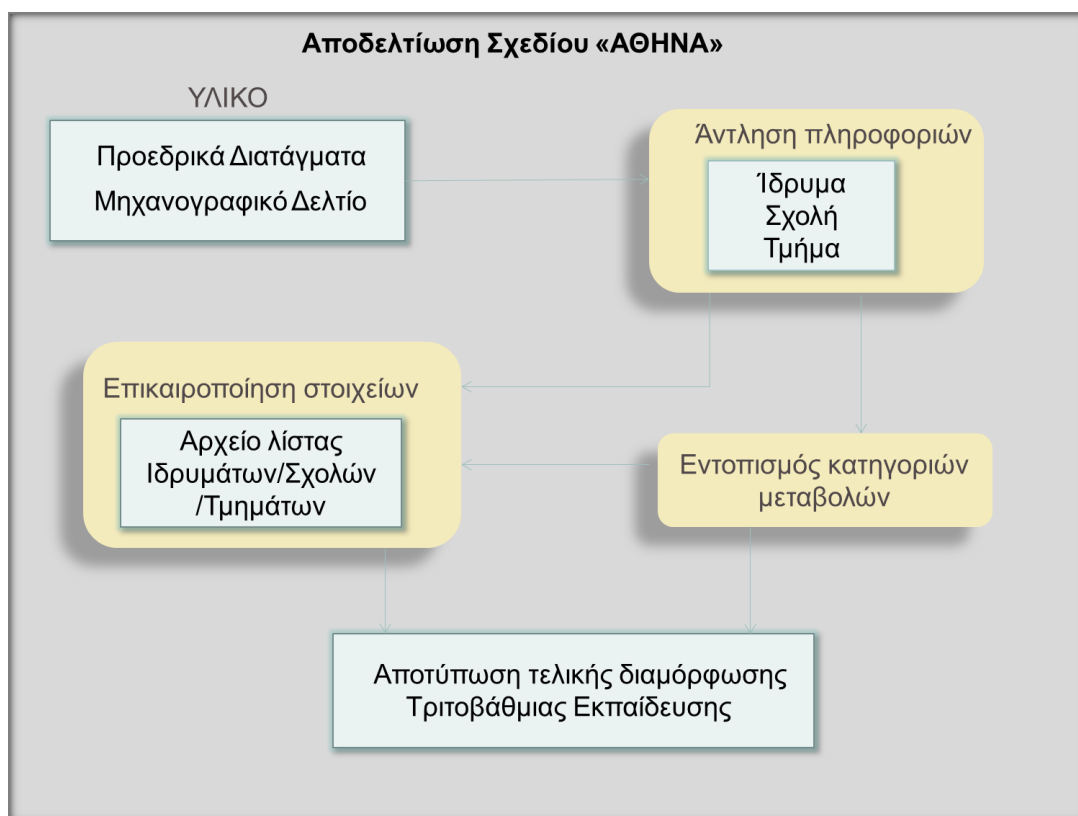 Αποδελτίωση Σχεδίου «ΑΘΗΝΑ»
ΥΛΙΚΟ
Προεδρικά Διατάγματα
Μηχανογραφικό Δελτίο
Άντληση πληροφοριών
Ίδρυμα
Σχολή
Τμήμα
Επικαιροποίηση στοιχείων
Αρχείο λίστας
Ιδρυμάτων/Σχολών
/Τμημάτων
Εντοπισμός κατηγοριών
μεταβολών
Αποτύπωση τελικής διαμόρφωσης
Τριτοβάθμιας Εκπαίδευσης